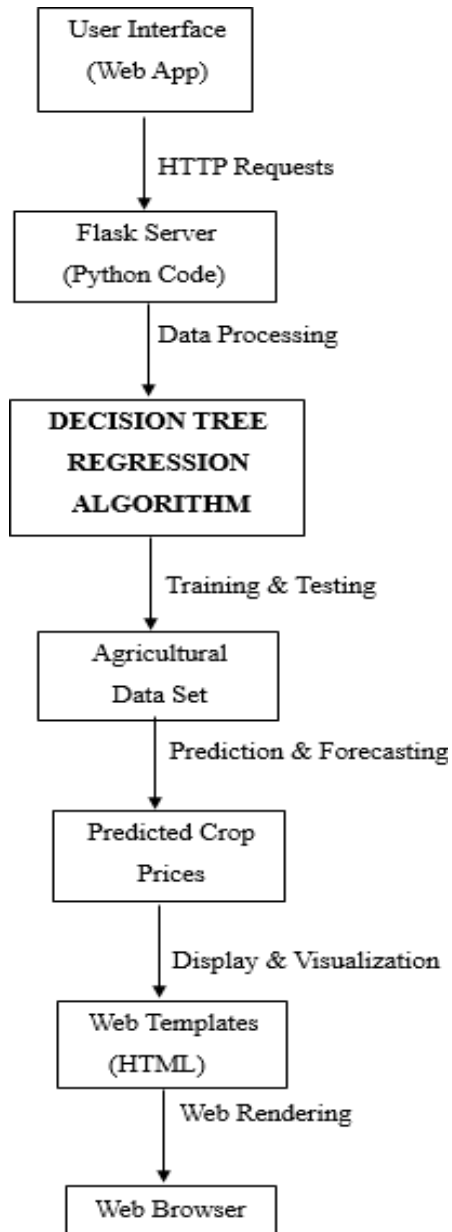 User Interface
(Web App)
HTTP Requests
Flask Server
(Python Code)
Data Processing
DECISION TREE
REGRESSION
ALGORITHM
Training & Testing
Agricultural
Data Set
Prediction & Forecasting
Predicted Crop
Prices
Display & Visualization
Web Templates
(HTML)
Web Rendering
Web Browser